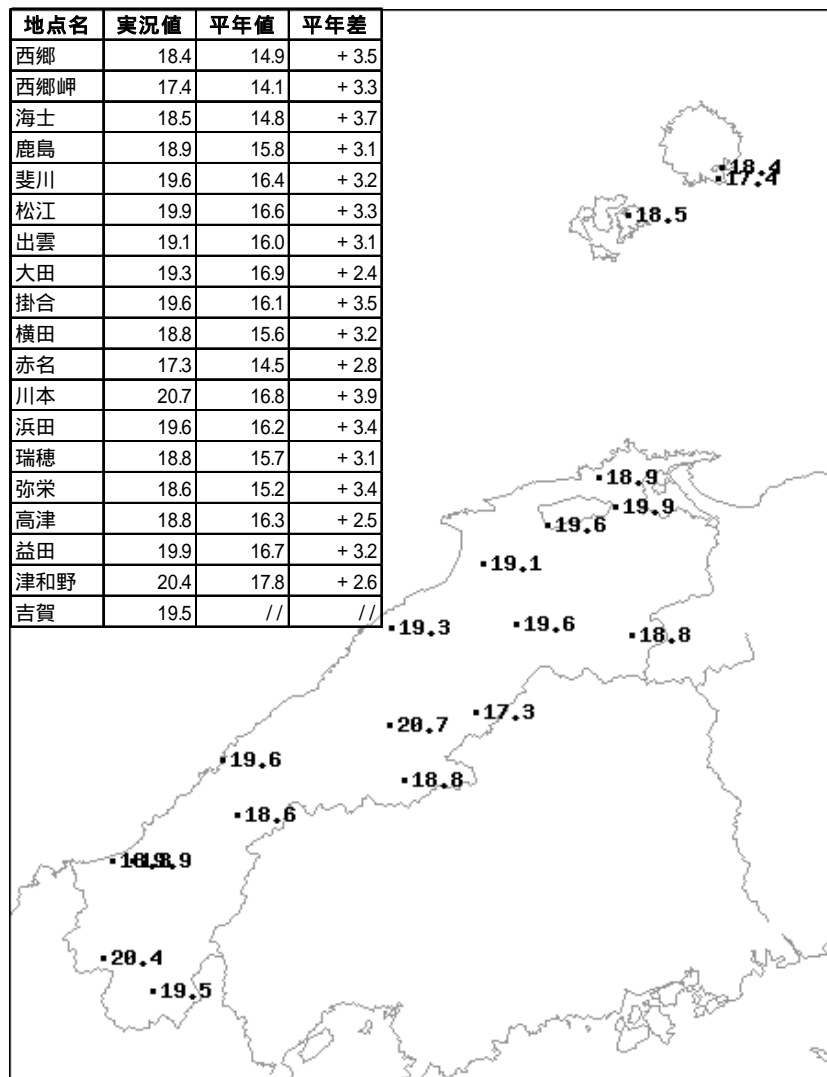 地点名 実況値 平年値 平年差
西郷 18.4 14.9 + 3.5
西郷岬 17.4 14.1 + 3.3
海士 18.5 14.8 + 3.7
鹿島 18.9 15.8 + 3.1
斐川 19.6 16.4 + 3.2
松江 19.9 16.6 + 3.3
出雲 19.1 16.0 + 3.1
大田 19.3 16.9 + 2.4
掛合 19.6 16.1 + 3.5
横田 18.8 15.6 + 3.2
赤名 17.3 14.5 + 2.8
川本 20.7 16.8 + 3.9
浜田 19.6 16.2 + 3.4
瑞穂 18.8 15.7 + 3.1
弥栄 18.6 15.2 + 3.4
高津 18.8 16.3 + 2.5
益田 19.9 16.7 + 3.2
津和野 20.4 17.8 + 2.6
吉賀 19.5 // //
18.4
17.4
18.5
18.9
19.9
19.6
19.1
19.3
19.6
18.8
17.3
20.7
19.6
18.8
18.6
20.4
19.5